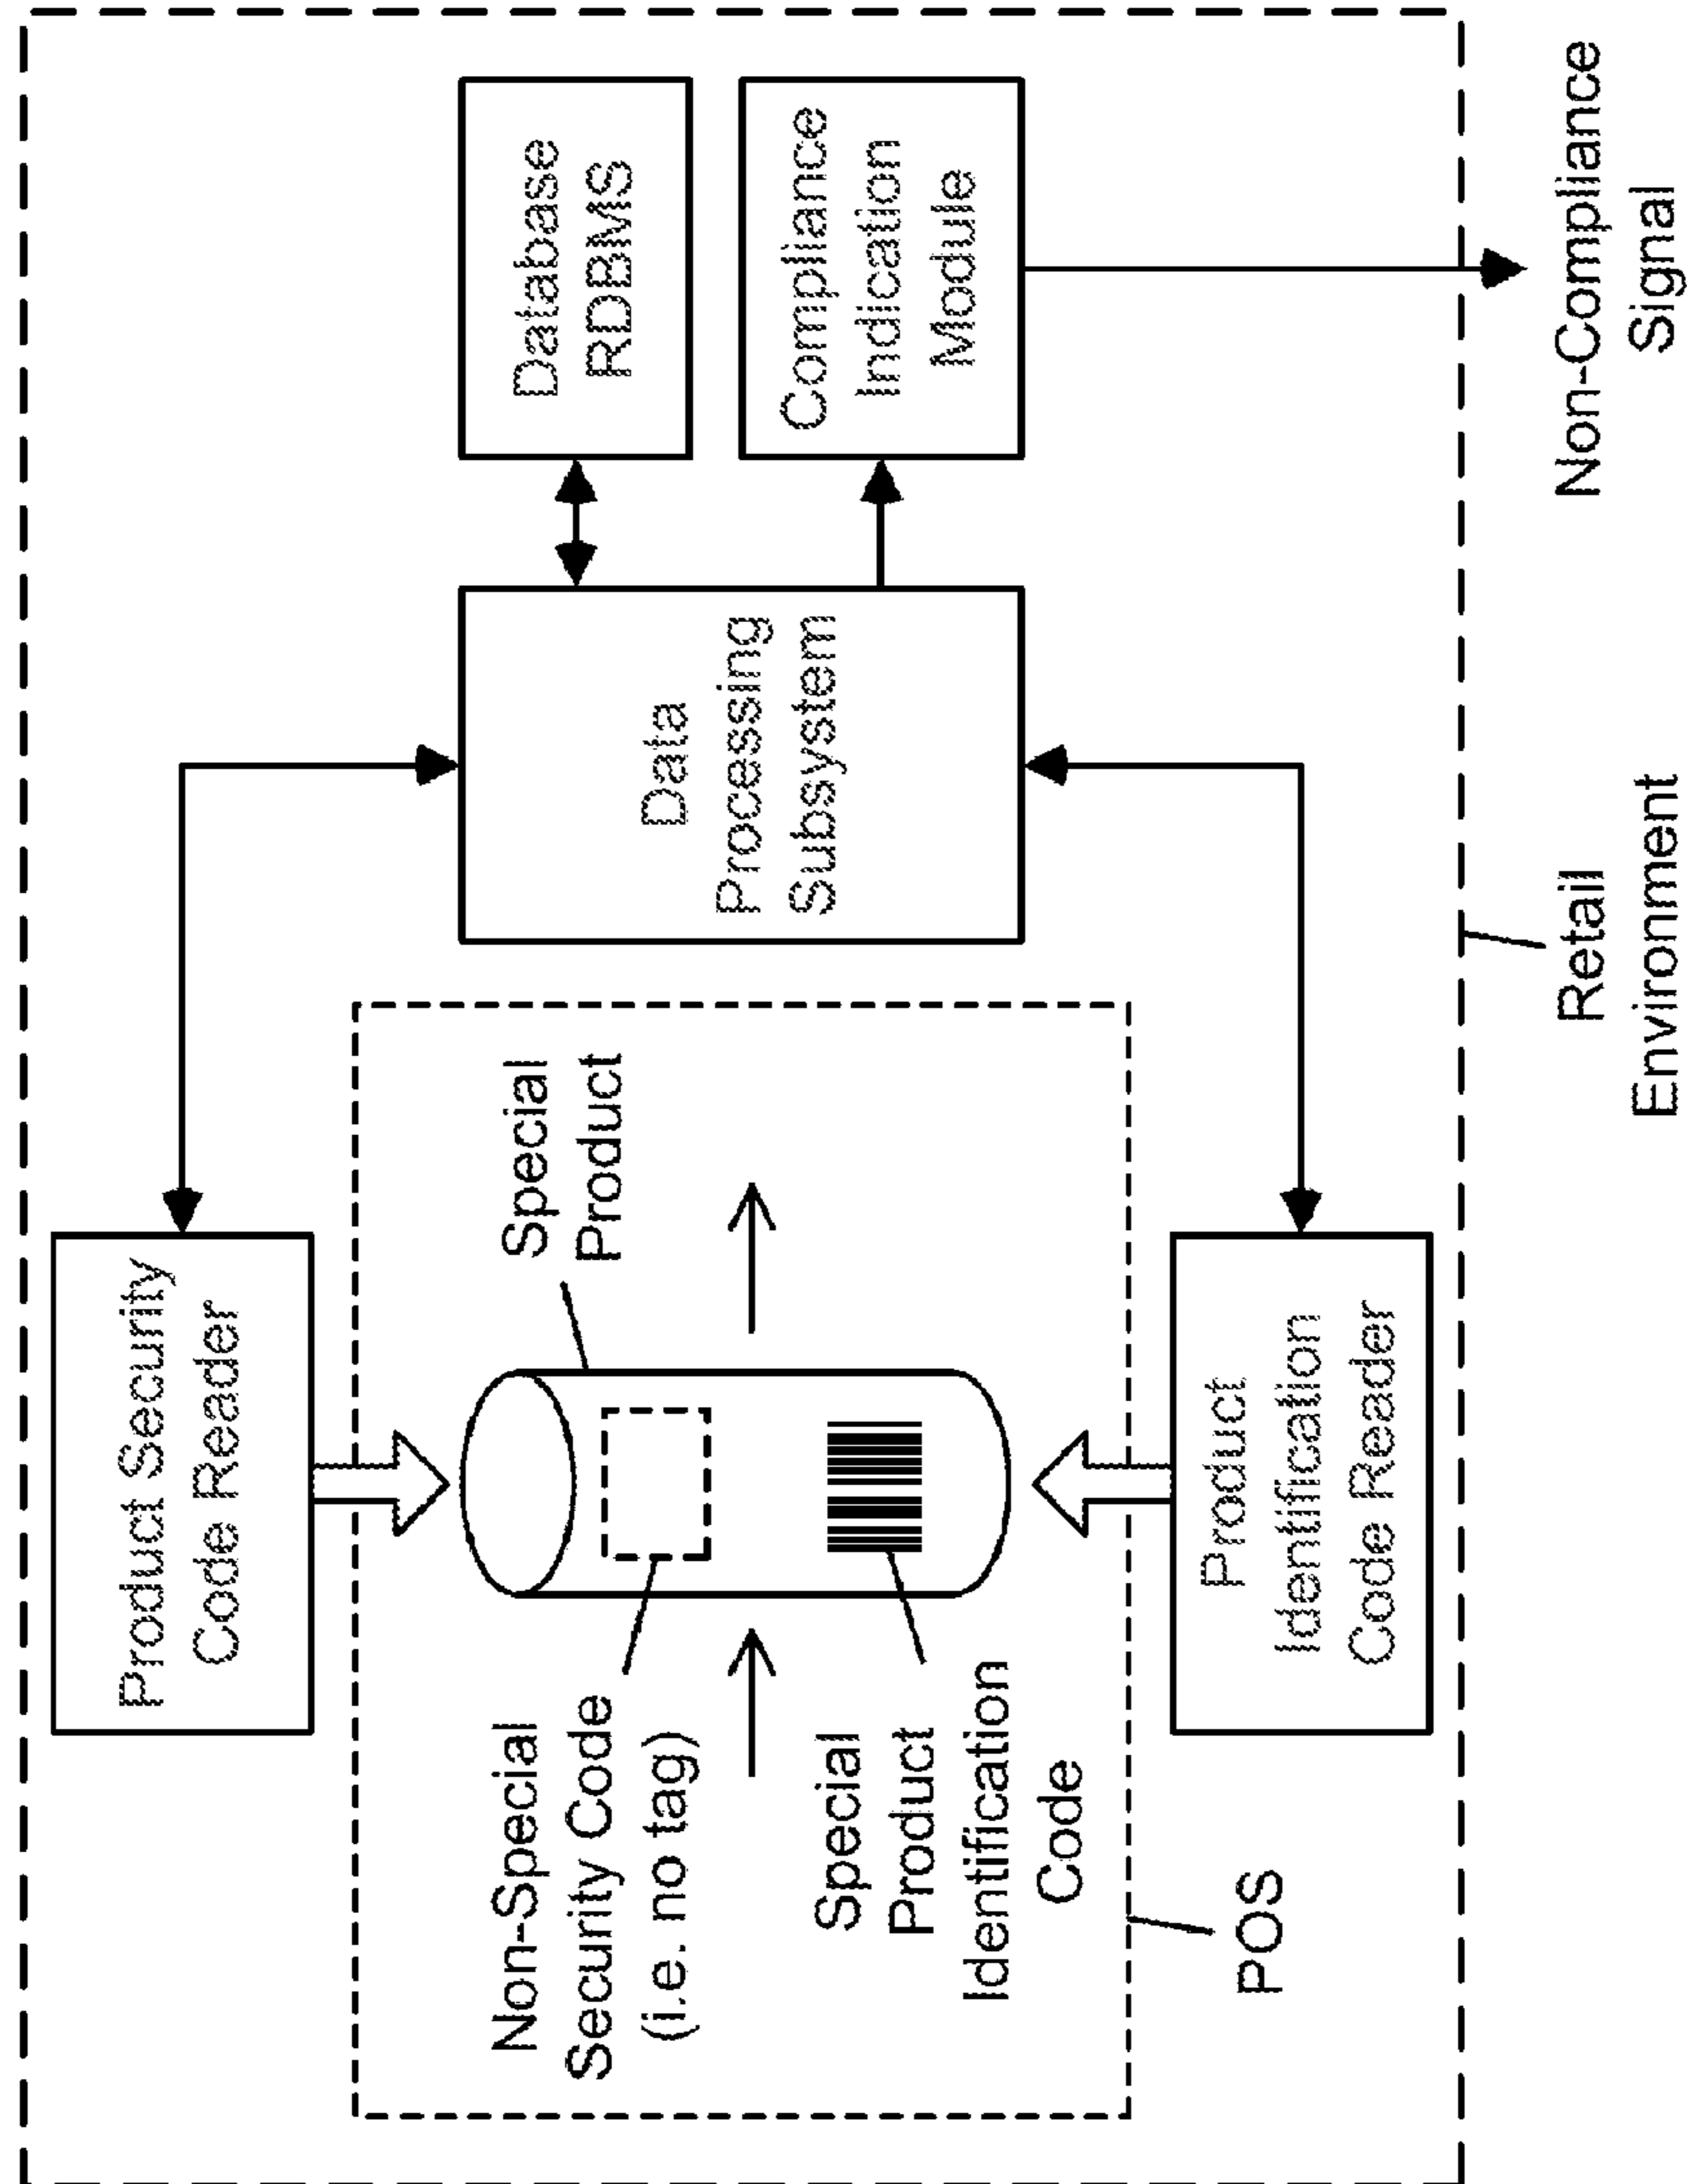 Product Security
Code Reader
Non-Special
Security Code
(i.e. no tag)
Special
Product
Special
Product
Identification
Code
POS
Product
Identification
Code Reader
Data
Processing
Subsystem
Database
RDBMS
Compliance
Indication
Module
Retail
Environment
Non-Compliance
Signal